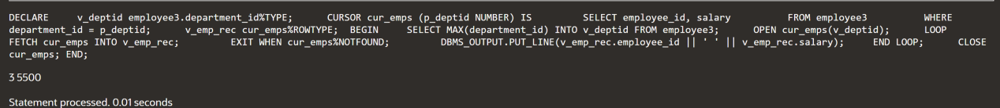 DECLARE v_deptid employee3.department_id%TYPE; CURSOR cur_emps (p_deptid NUMBER) IS SELECT employee_id, salary FROM employee3 WHERE
department_id = p_deptid; v_emp_rec cur_emps%ROWTYPE; BEGIN SELECT MAX(department_id) INTO v_deptid FROM employee3; OPEN cur_emps(v_deptid); LOOP
FETCH cur_emps INTO v_emp_rec; EXIT WHEN cur_emps%NOTFOUND; DBMS_OUTPUT.PUT_LINE(v_emp_rec.employee_id || ' ' || v_emp_rec.salary); END LOOP; CLOSE
cur_emps; END;
3 5500
Statement processed. 0.01 seconds